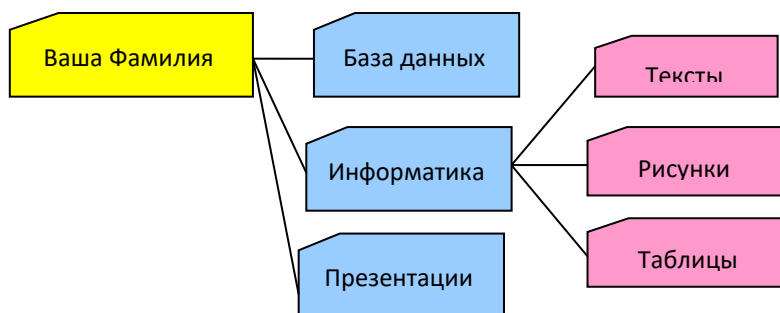 Ваша Фамилия
База данных
Тексты
Информатика
Рисунки
Презентации
Таблицы